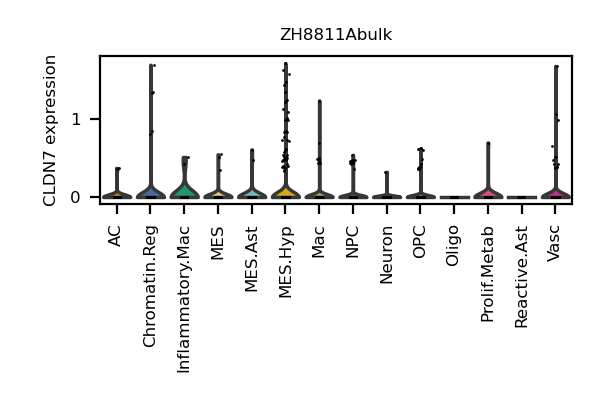 ZH8811Abulk
CLDN7 expression
1
0
AC
Chromatin.Reg
Inflammatory.Mac
MES
MES.Ast
MES.Hyp
Mac
NPC
Neuron
OPC
Oligo
Prolif.Metab
Reactive.Ast
Vasc